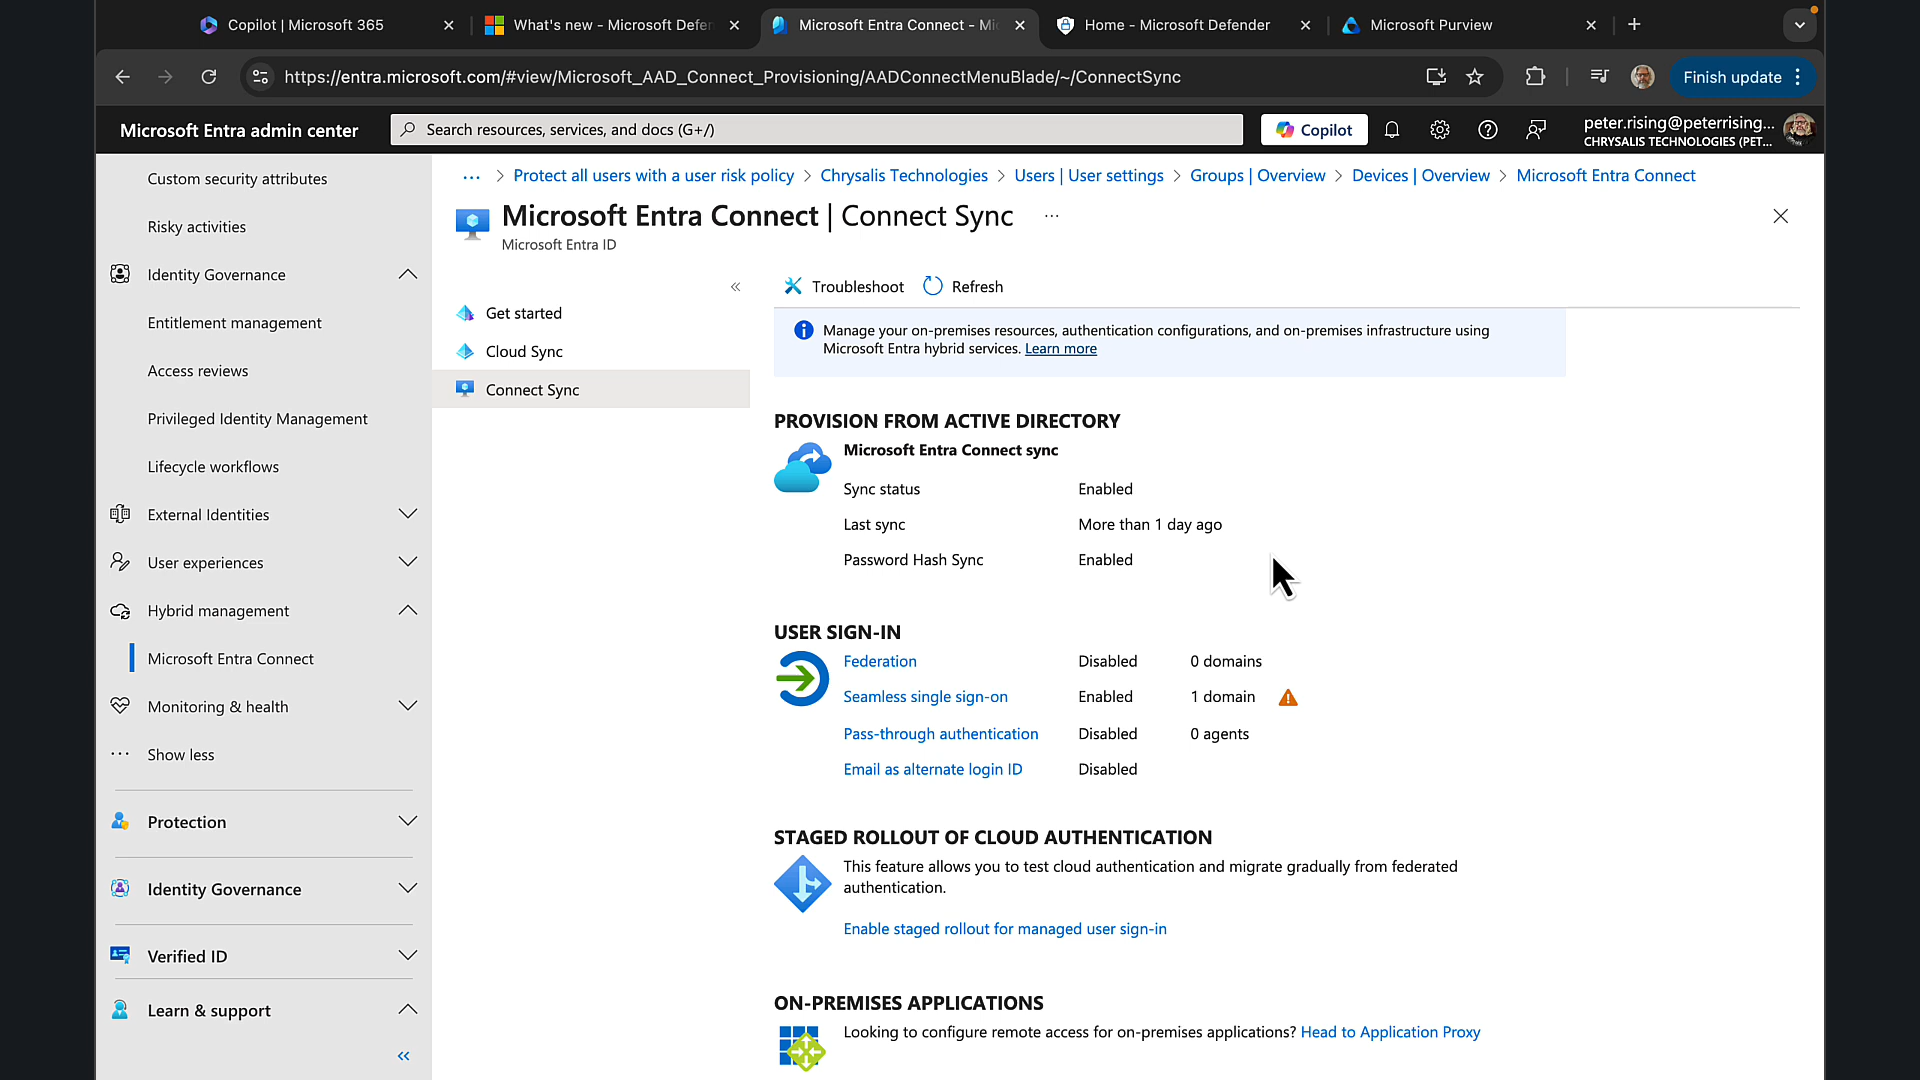 Copilot | Microsoft 365
What's new - Microsoft Defen
Microsoft Entra Connect - Mi
Home - Microsoft Defender
Microsoft Purview
https://entra.microsoft.com/#view/Microsoft_AAD_Connect_Provisioning/AADConnectMenuBlade/~/ConnectSync
Finish update
Microsoft Entra admin center
Search resources, services, and docs (G+/)
Copilot
peter.rising@peterrising...
CHRYSALIS TECHNOLOGIES (PET...
Custom security attributes
Risky activities
Identity Governance
Entitlement management
Access reviews
Privileged Identity Management
Lifecycle workflows
External Identities
User experiences
Hybrid management
Microsoft Entra Connect
Monitoring & health
Show less
Protection
Identity Governance
Verified ID
Learn & support
... > Protect all users with a user risk policy > Chrysalis Technologies > Users | User settings > Groups | Overview > Devices | Overview > Microsoft Entra Connect
Microsoft Entra Connect | Connect Sync ...
Microsoft Entra ID
Get started
Cloud Sync
Connect Sync
Troubleshoot Refresh
Manage your on-premises resources, authentication configurations, and on-premises infrastructure using
Microsoft Entra hybrid services. Learn more
PROVISION FROM ACTIVE DIRECTORY
Microsoft Entra Connect sync
Sync status Enabled
Last sync More than 1 day ago
Password Hash Sync Enabled
USER SIGN-IN
Federation Disabled 0 domains
Seamless single sign-on Enabled 1 domain
Pass-through authentication Disabled 0 agents
Email as alternate login ID Disabled
STAGED ROLLOUT OF CLOUD AUTHENTICATION
This feature allows you to test cloud authentication and migrate gradually from federated
authentication.
Enable staged rollout for managed user sign-in
ON-PREMISES APPLICATIONS
Looking to configure remote access for on-premises applications? Head to Application Proxy